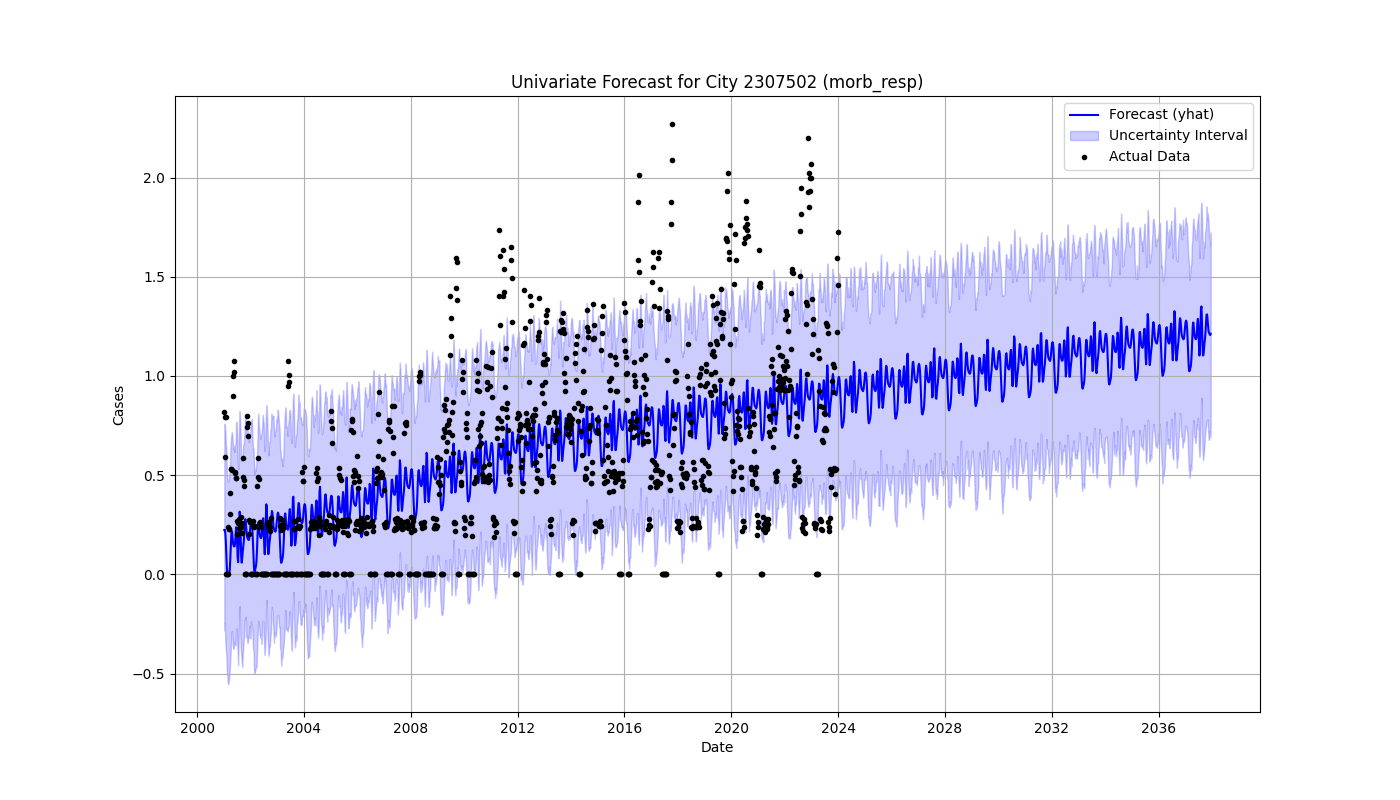 Univariate Forecast for City 2307502 (morb_resp)
Forecast (yhat)
Uncertainty Interval
Actual Data
Cases
2.0
1.5
1.0
0.5
0.0
−0.5
2000 2004 2008 2012 2016 2020 2024 2028 2032 2036
Date